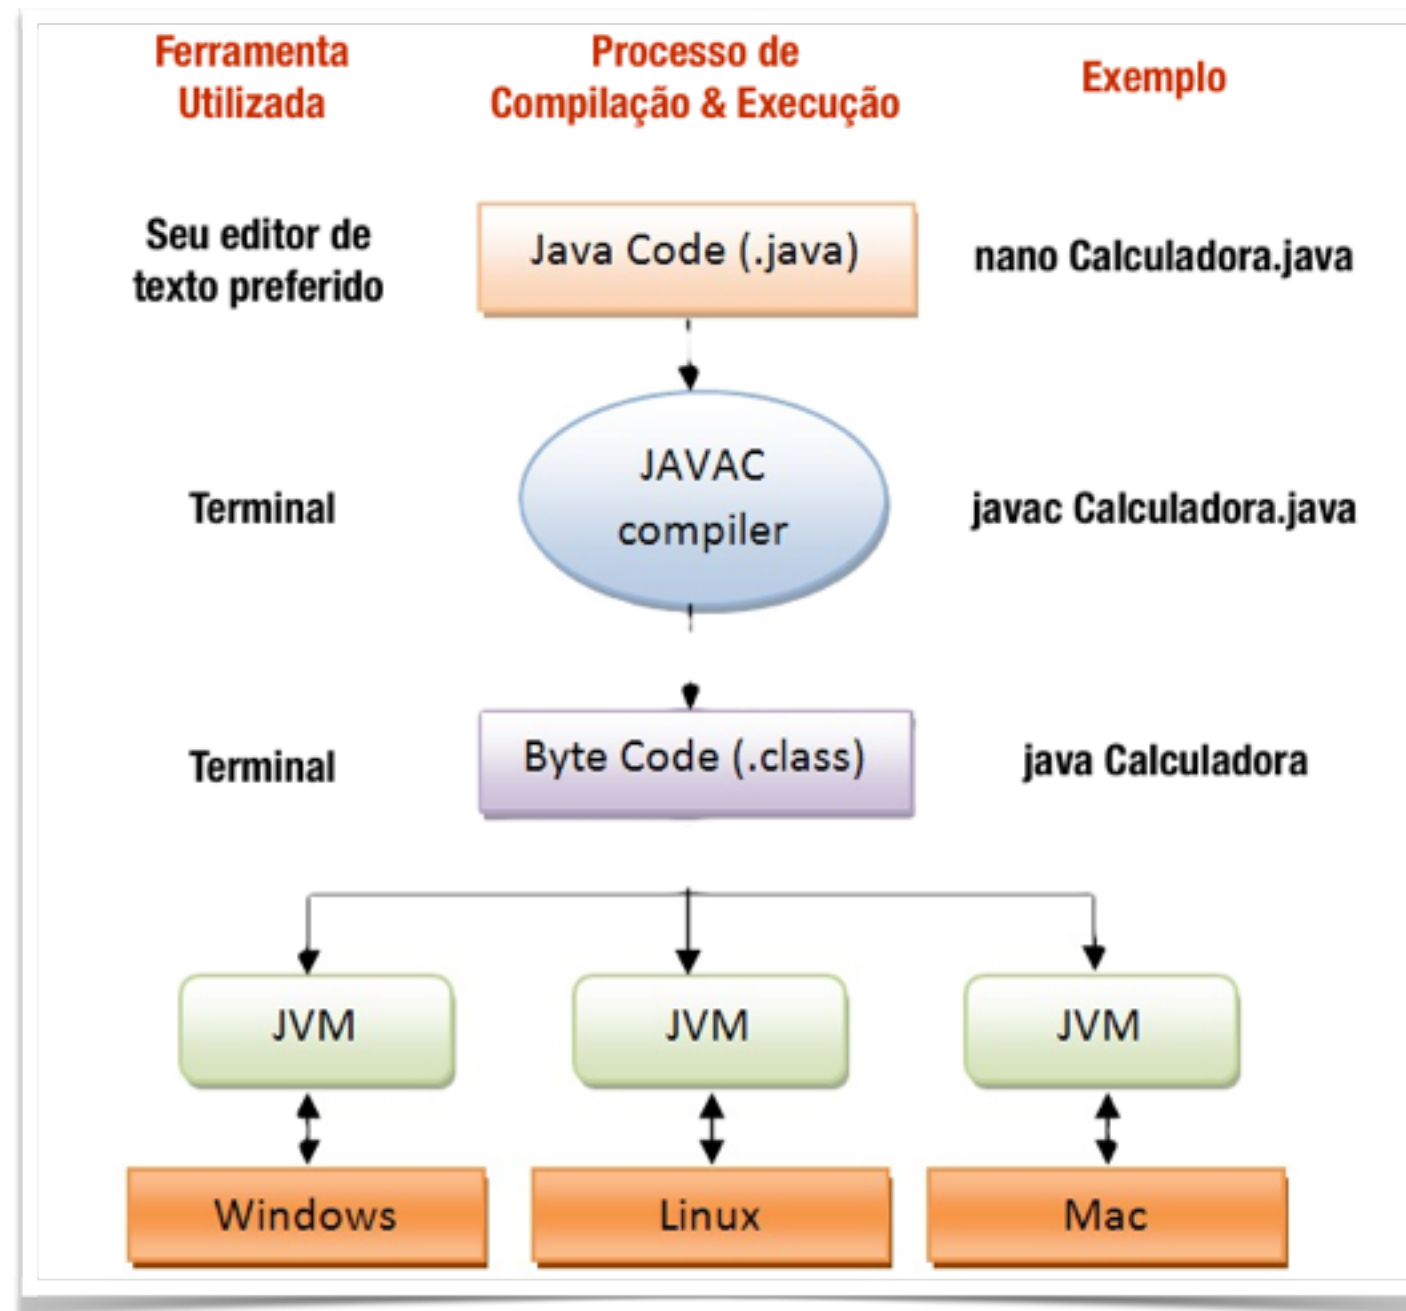 Ferramenta
Utilizada
Processo de
Compilação & Execução
Exemplo
Seu editor de
texto preferido
Java Code (.java)
nano Calculadora.java
Terminal
JAVAC
compiler
javac Calculadora.java
Terminal
Byte Code (.class)
java Calculadora
JVM
JVM
JVM
Windows
Linux
Mac